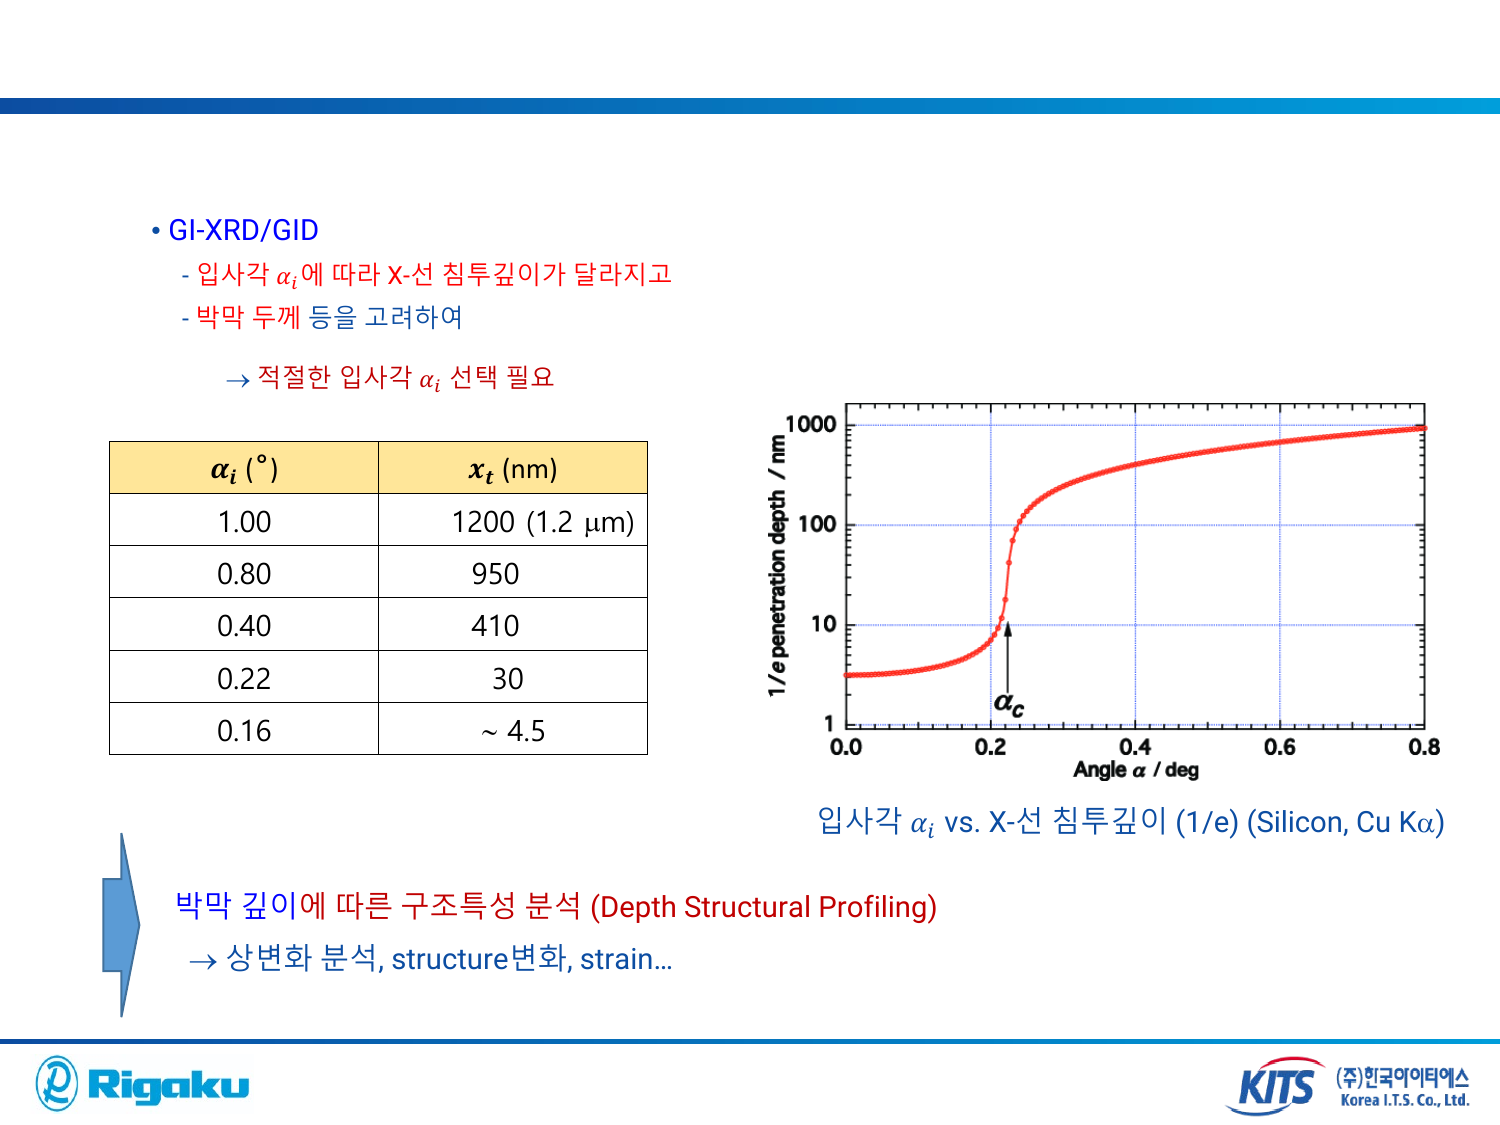 • GI-XRD/GID
- 입사각 𝛼ᵢ에 따라 X-선 침투깊이가 달라지고
- 박막 두께 등을 고려하여
→ 적절한 입사각 𝛼ᵢ 선택 필요
𝜶ᵢ (°) 𝒙ₜ (nm)
1.00 1200 (1.2 μm)
0.80 950
0.40 410
0.22 30
0.16 ~ 4.5
1/e penetration depth / nm
1000
100
10
1
αc
0.0 0.2 0.4 0.6 0.8
Angle α / deg
입사각 𝛼ᵢ vs. X-선 침투깊이 (1/e) (Silicon, Cu Kα)
박막 깊이에 따른 구조특성 분석 (Depth Structural Profiling)
→ 상변화 분석, structure변화, strain…
Rigaku
KITS
(주)한국아이티에스
Korea I.T.S. Co., Ltd.